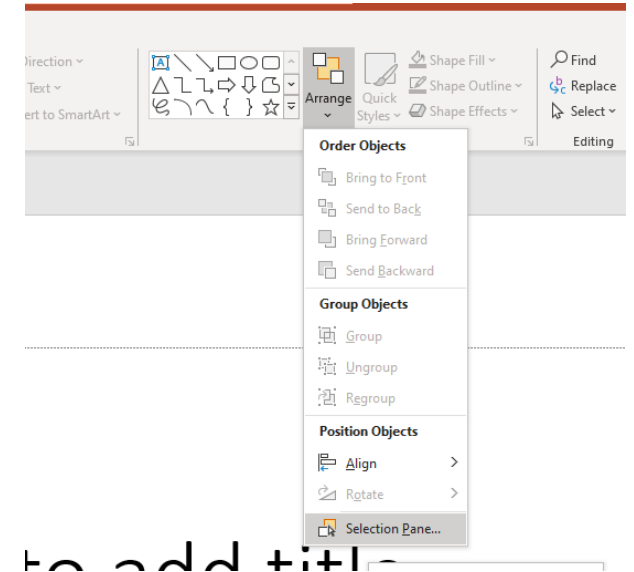 Direction
Text
ert to SmartArt
Arrange
Quick
Styles
Shape Fill
Shape Outline
Shape Effects
Find
Replace
Select
Editing
Order Objects
Bring to Front
Send to Back
Bring Forward
Send Backward
Group Objects
Group
Ungroup
Regroup
Position Objects
Align
Rotate
Selection Pane...
to add title